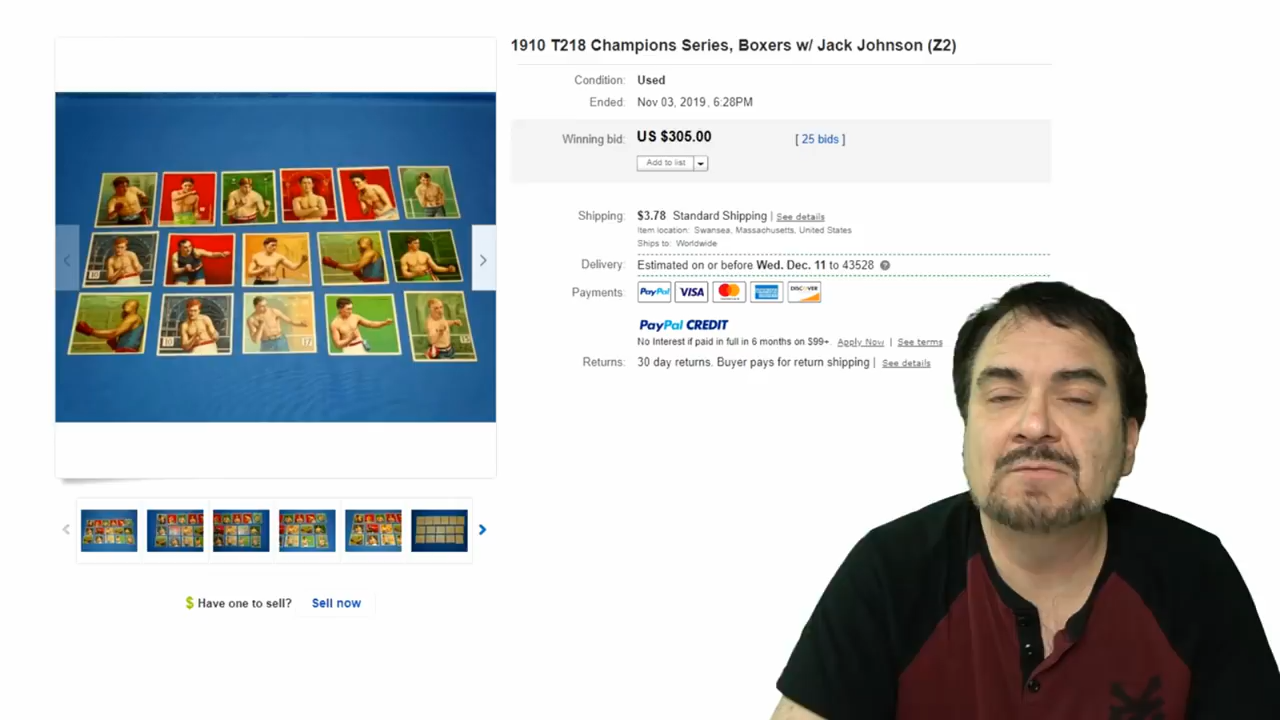 1910 T218 Champions Series, Boxers w/ Jack Johnson (Z2)
Condition: Used
Ended: Nov 03, 2019, 6:28PM
Winning bid: US $305.00 [ 25 bids ]
Add to list
Shipping: $3.78 Standard Shipping | See details
Item location: Swansea, Massachusetts, United States
Ships to: Worldwide
Delivery: Estimated on or before Wed. Dec. 11 to 43528
Payments: PayPal VISA MasterCard AMERICAN EXPRESS DISCOVER
PayPal CREDIT
No Interest if paid in full in 6 months on $99+. Apply Now | See terms
Returns: 30 day returns. Buyer pays for return shipping | See details
$ Have one to sell? Sell now